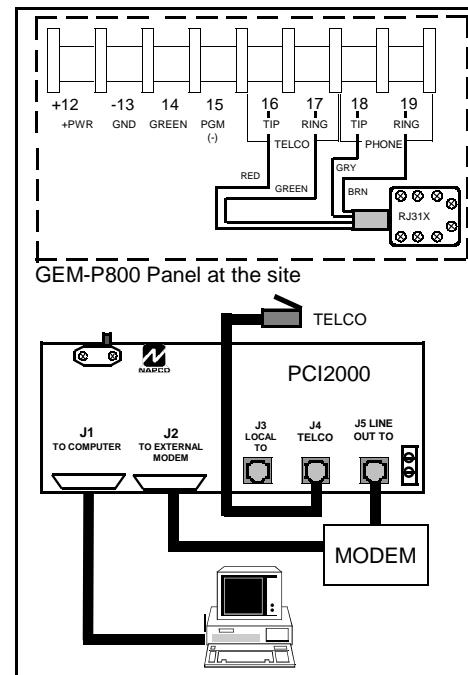 +12 -13 14 15 16 17 18 19
+PWR GND GREEN PGM TIP RING TIP RING
(-)
TELCO PHONE
RED
GRY
GREEN
BRN
RJ31X
GEM-P800 Panel at the site
TELCO
NAPCO
PCI2000
J1
TO COMPUTER
J2
TO EXTERNAL
MODEM
J3
LOCAL
TO
J4
TELCO
J5 LINE
OUT TO
MODEM